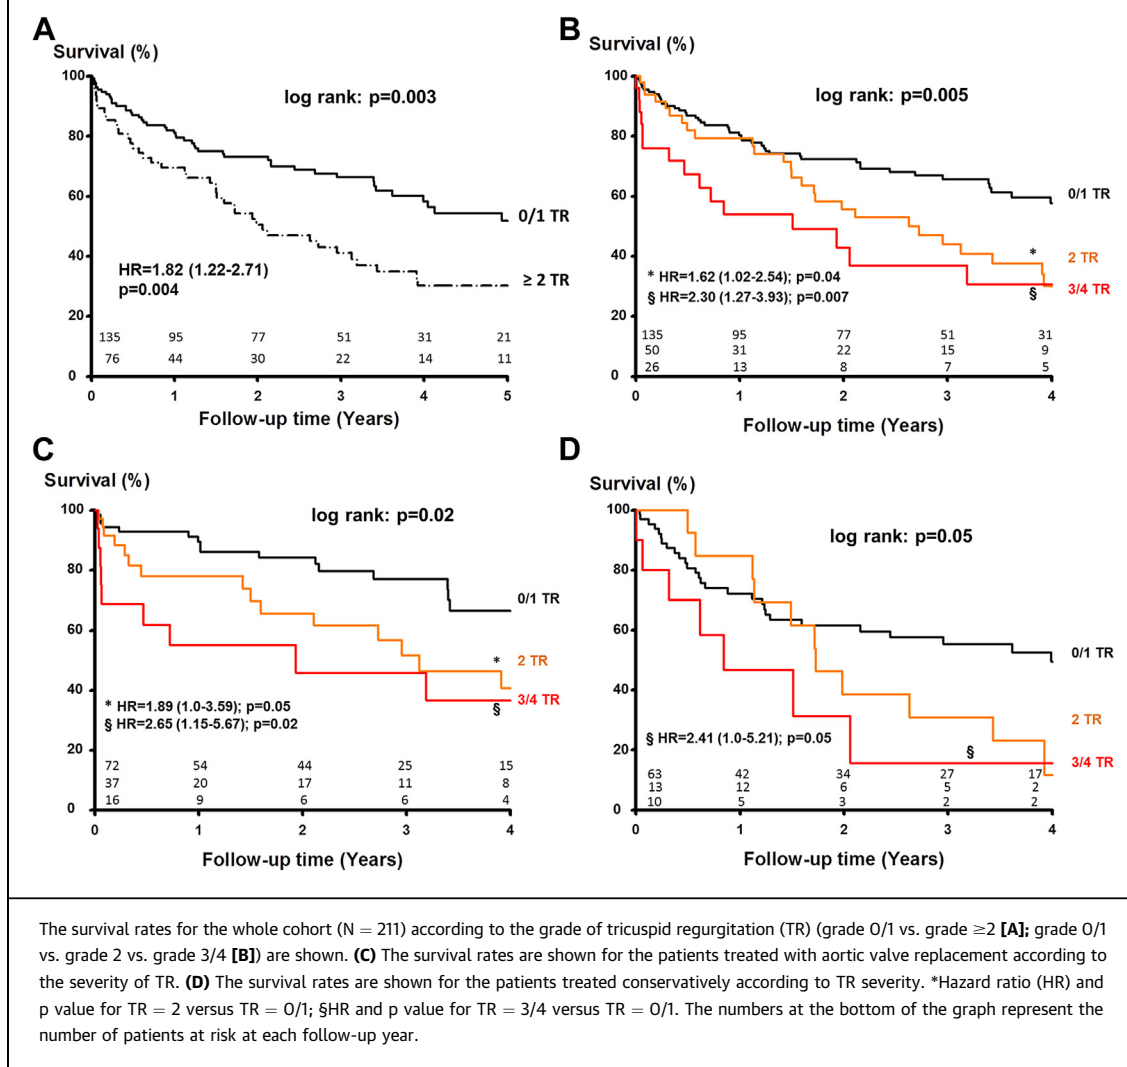 A
Survival (%)
100
80
60
40
20
0
log rank: p=0.003
0/1 TR
≥ 2 TR
HR=1.82 (1.22-2.71)
p=0.004
135 95 77 51 31 21
76 44 30 22 14 11
0 1 2 3 4 5
Follow-up time (Years)
B
Survival (%)
100
80
60
40
20
0
log rank: p=0.005
0/1 TR
*
2 TR
3/4 TR
§
* HR=1.62 (1.02-2.54); p=0.04
§ HR=2.30 (1.27-3.93); p=0.007
135 95 77 51 31
50 31 22 15 9
26 13 8 7 5
0 1 2 3 4
Follow-up time (Years)
C
Survival (%)
100
80
60
40
20
0
log rank: p=0.02
0/1 TR
*
2 TR
3/4 TR
§
* HR=1.89 (1.0-3.59); p=0.05
§ HR=2.65 (1.15-5.67); p=0.02
72 54 44 25 15
37 20 17 11 8
16 9 6 6 4
0 1 2 3 4
Follow-up time (Years)
D
Survival (%)
100
80
60
40
20
0
log rank: p=0.05
0/1 TR
2 TR
§
3/4 TR
§ HR=2.41 (1.0-5.21); p=0.05
63 42 34 27 17
13 12 6 5 2
10 5 3 2 2
0 1 2 3 4
Follow-up time (Years)
The survival rates for the whole cohort (N = 211) according to the grade of tricuspid regurgitation (TR) (grade 0/1 vs. grade ≥2 [A]; grade 0/1
vs. grade 2 vs. grade 3/4 [B]) are shown. (C) The survival rates are shown for the patients treated with aortic valve replacement according to
the severity of TR. (D) The survival rates are shown for the patients treated conservatively according to TR severity. *Hazard ratio (HR) and
p value for TR = 2 versus TR = 0/1; §HR and p value for TR = 3/4 versus TR = 0/1. The numbers at the bottom of the graph represent the
number of patients at risk at each follow-up year.